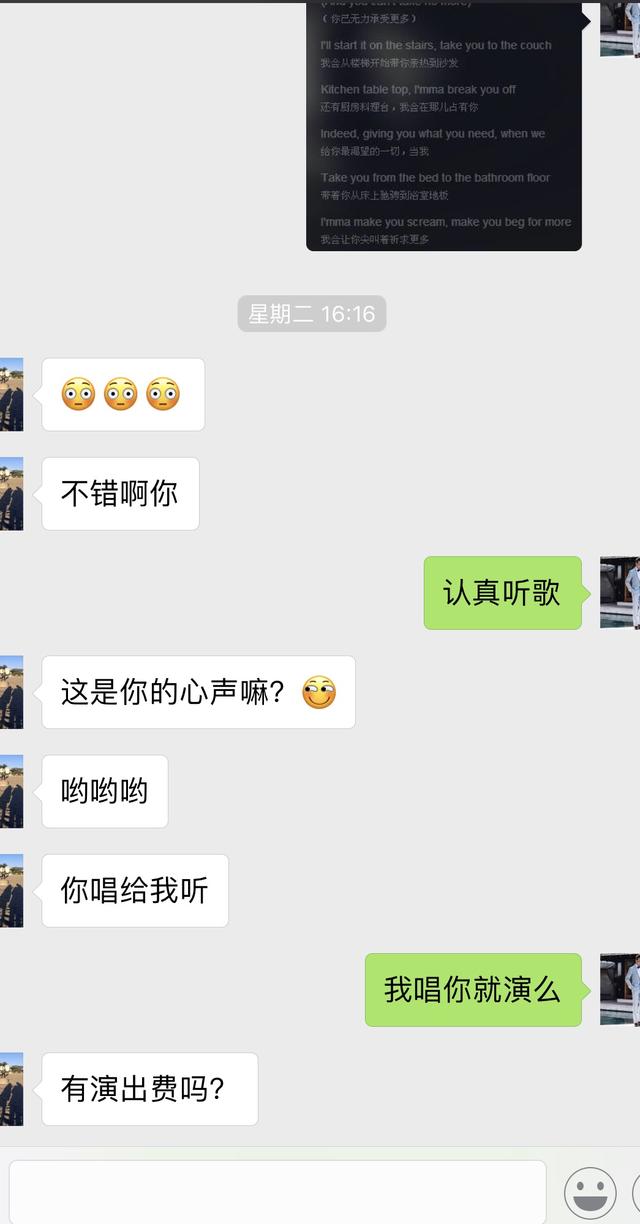 (And you can't take no more)
（你已无力承受更多）
I'll start it on the stairs, take you to the couch
我会从楼梯开始带你亲热到沙发
Kitchen table top, I'mma break you off
还有厨房料理台，我会在那儿占有你
Indeed, giving you what you need, when we
给你最渴望的一切，当我
Take you from the bed to the bathroom floor
带着你从床上驰骋到浴室地板
I'mma make you scream, make you beg for more
我会让你尖叫着祈求更多
星期二 16:16
不错啊你
认真听歌
这是你的心声嘛？
哟哟哟
你唱给我听
我唱你就演么
有演出费吗？